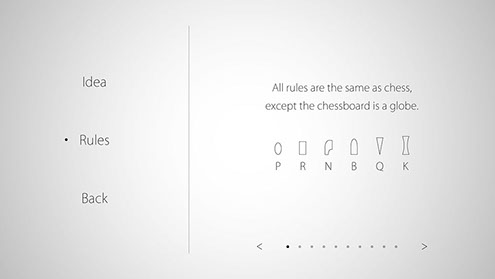 Idea
Rules
Back
All rules are the same as chess,
except the chessboard is a globe.
P R N B Q K
< >